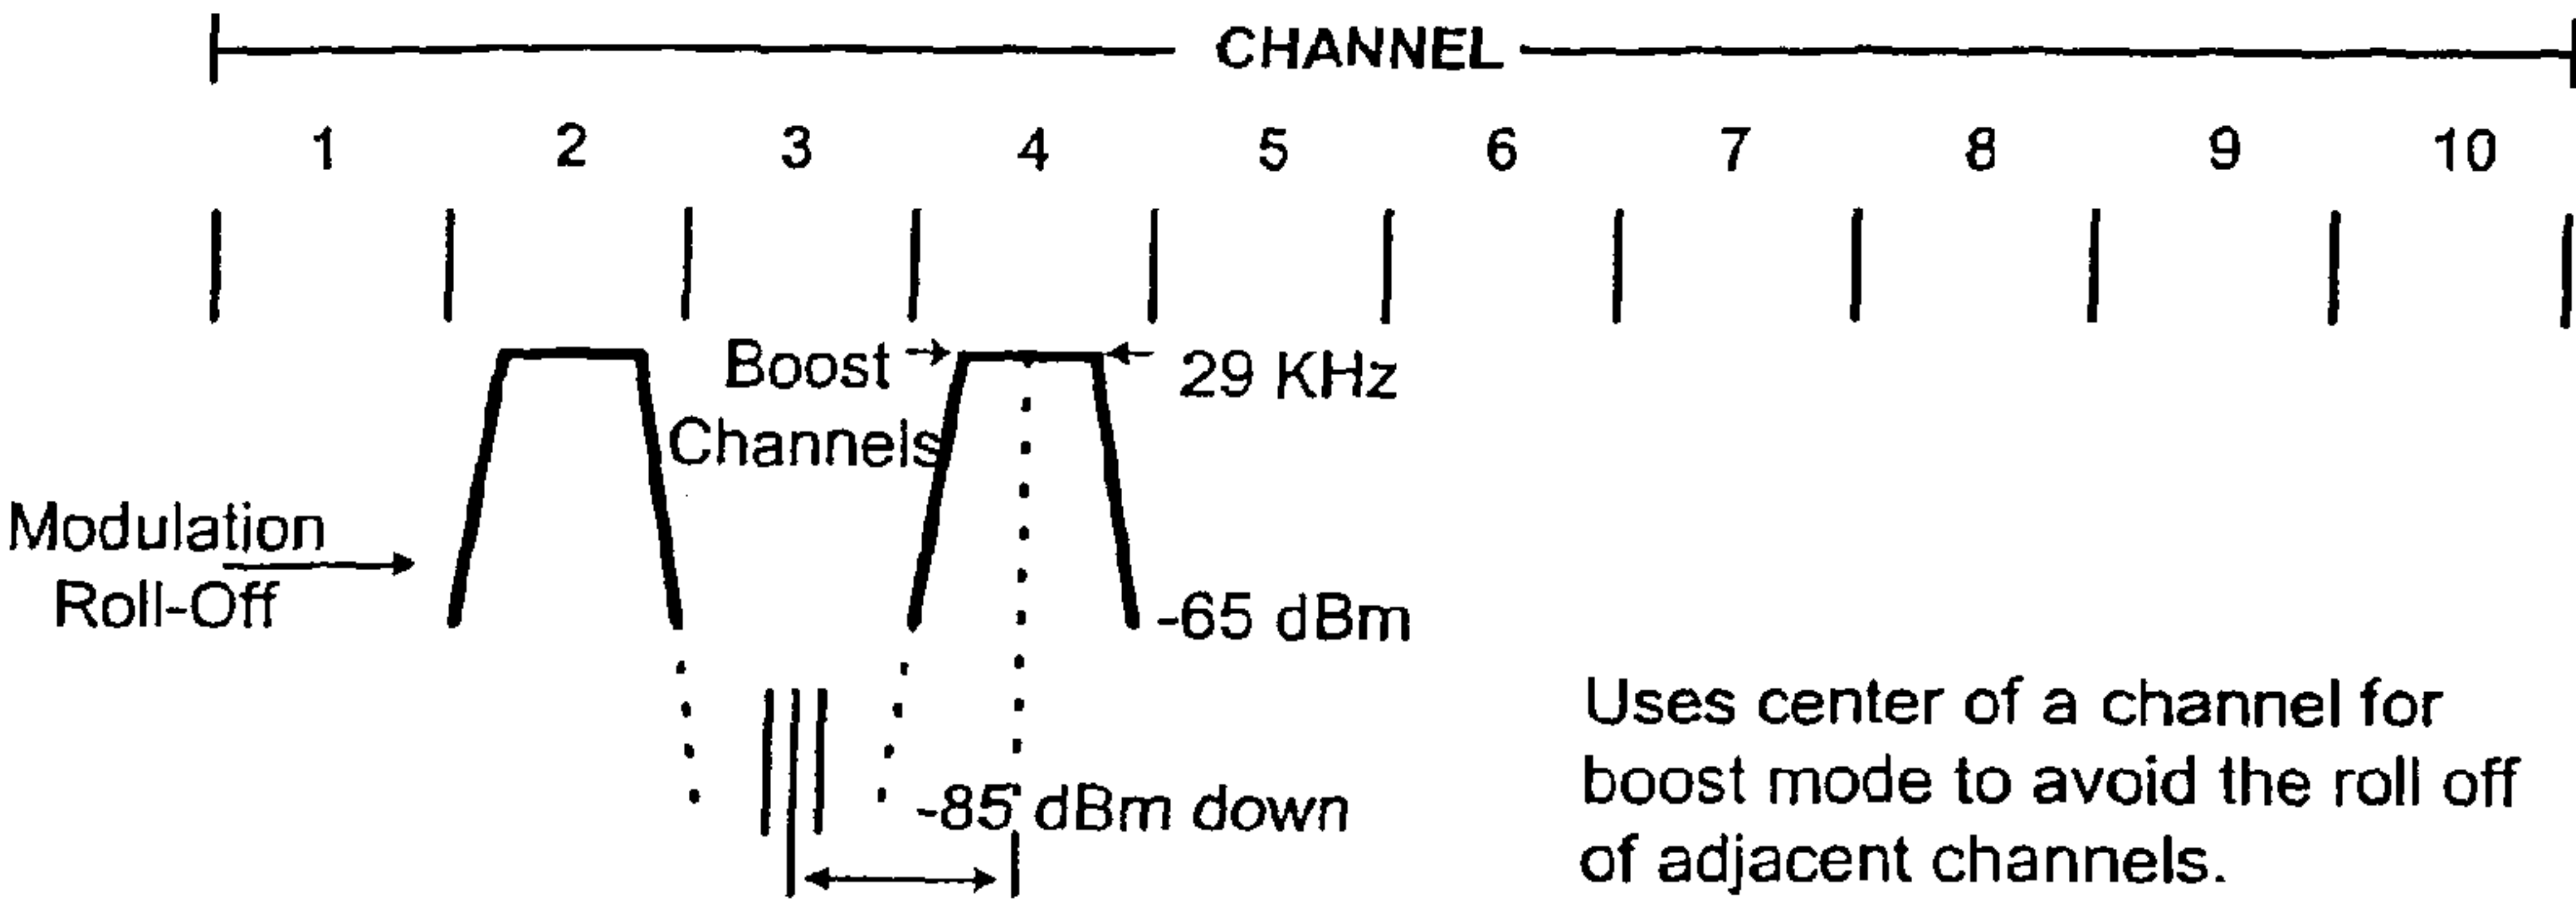 CHANNEL
1 2 3 4 5 6 7 8 9 10
Boost
Channels
29 KHz
Modulation
Roll-Off
-65 dBm
-85 dBm down
Uses center of a channel for
boost mode to avoid the roll off
of adjacent channels.